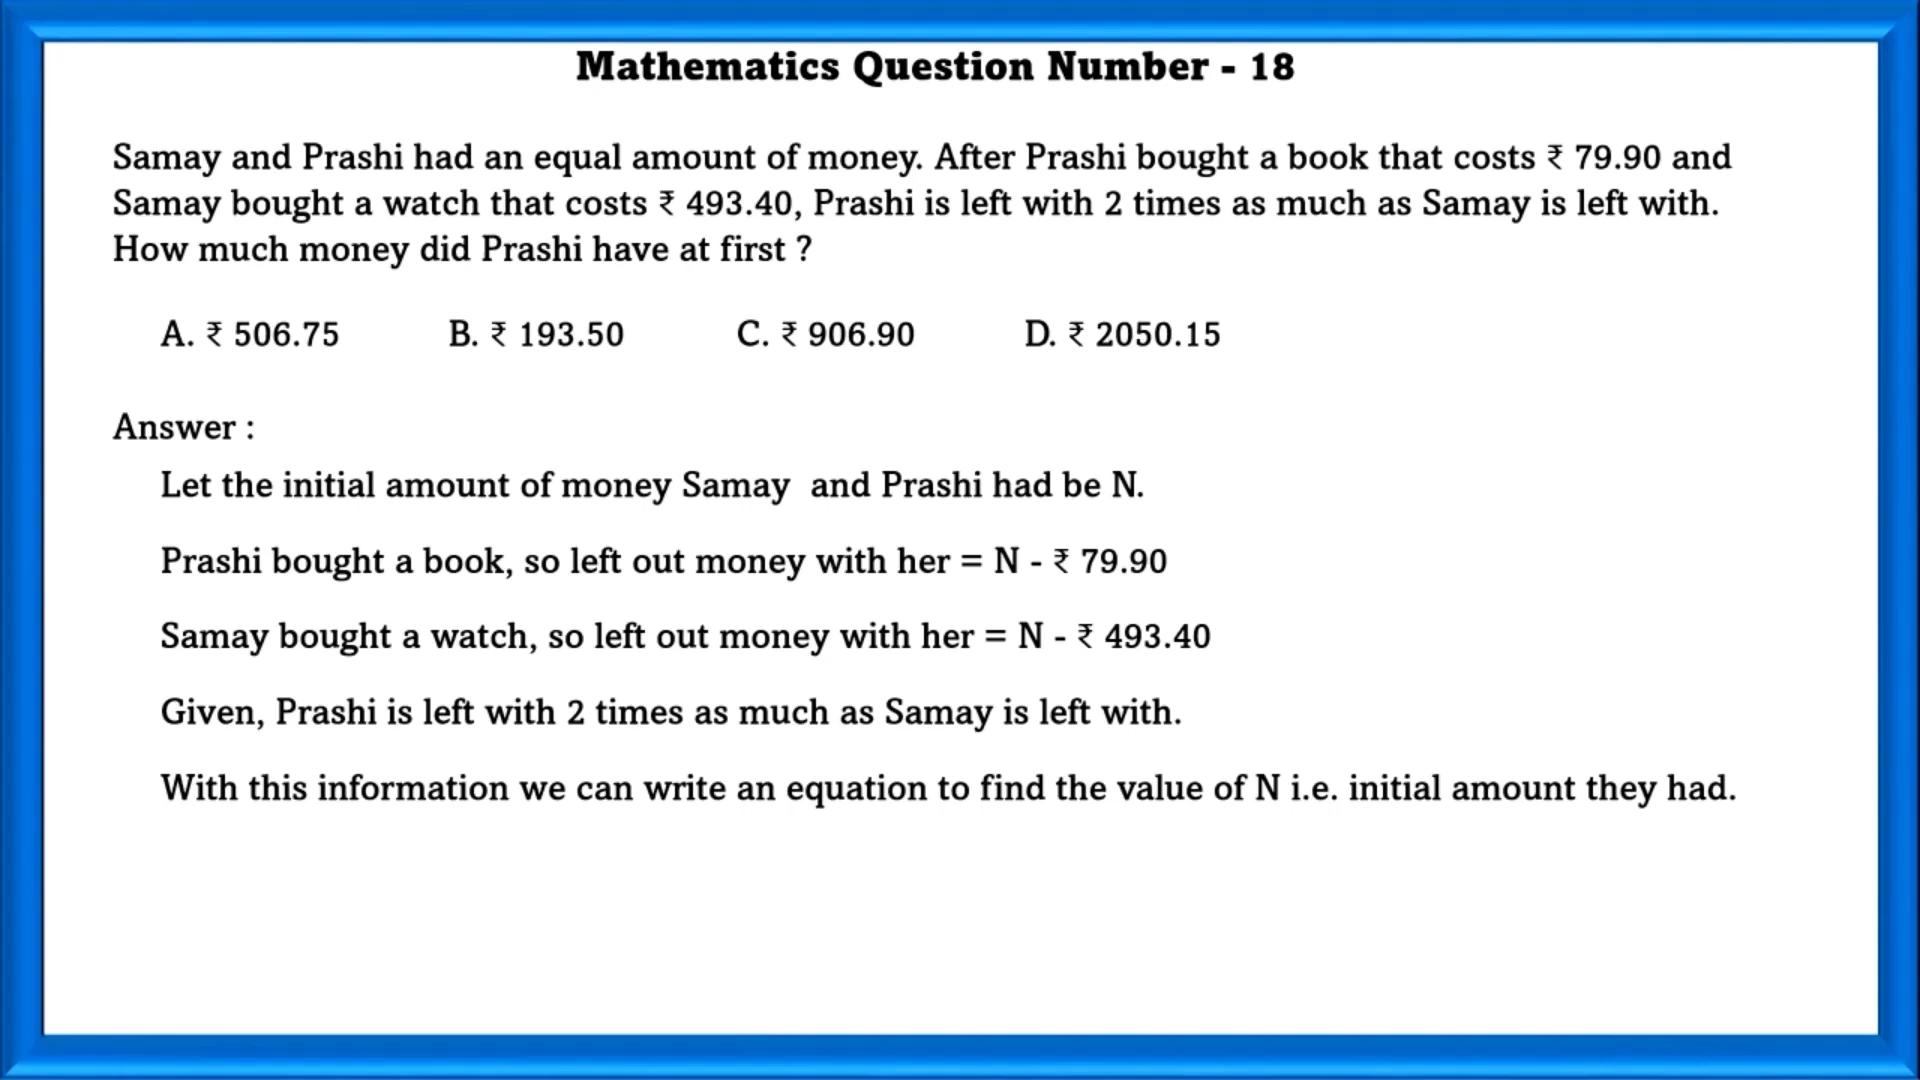 Mathematics Question Number - 18
Samay and Prashi had an equal amount of money. After Prashi bought a book that costs ₹ 79.90 and
Samay bought a watch that costs ₹ 493.40, Prashi is left with 2 times as much as Samay is left with.
How much money did Prashi have at first ?
A. ₹ 506.75 B. ₹ 193.50 C. ₹ 906.90 D. ₹ 2050.15
Answer :
Let the initial amount of money Samay and Prashi had be N.
Prashi bought a book, so left out money with her = N - ₹ 79.90
Samay bought a watch, so left out money with her = N - ₹ 493.40
Given, Prashi is left with 2 times as much as Samay is left with.
With this information we can write an equation to find the value of N i.e. initial amount they had.